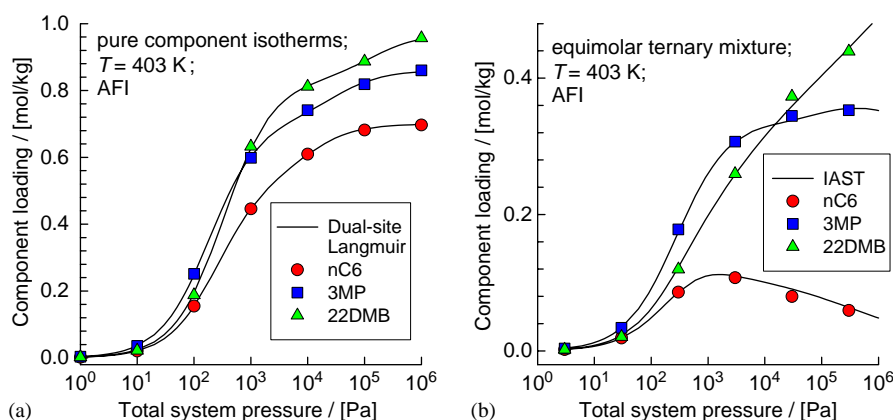 pure component isotherms;
T = 403 K;
AFI
Component loading / [mol/kg]
1.0
0.8
0.6
0.4
0.2
0.0
Dual-site
Langmuir
nC6
3MP
22DMB
10⁰ 10¹ 10² 10³ 10⁴ 10⁵ 10⁶
(a) Total system pressure / [Pa]
equimolar ternary mixture;
T = 403 K;
AFI
Component loading / [mol/kg]
0.4
0.2
0.0
IAST
nC6
3MP
22DMB
10⁰ 10¹ 10² 10³ 10⁴ 10⁵ 10⁶
(b) Total system pressure / [Pa]